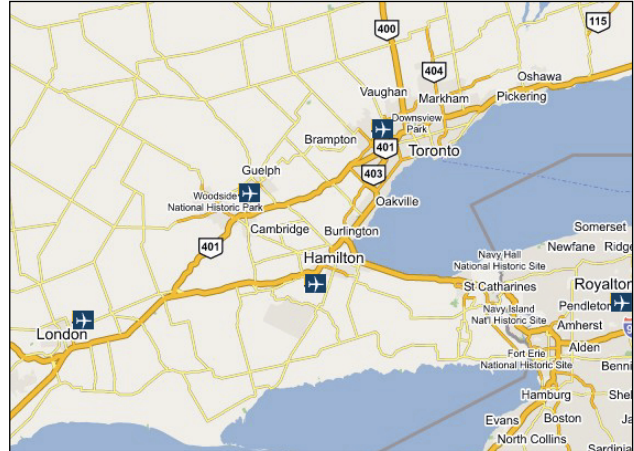 115
400
404
Oshawa
Vaughan
Markham
Pickering
Downsview
Park
Brampton
401
Toronto
Guelph
403
Woodside
National Historic Park
Oakville
Cambridge
Burlington
Somerset
401
Newfane Ridge
Navy Hall
National Historic Site
Hamilton
St Catharines
Royalton
Pendleton
Navy Island
Nat'l Historic Site
Amherst
London
Alden
Fort Erie
National Historic Site
Benni
Hamburg
Shel
Evans
Boston
Ja
North Collins
Sardinia